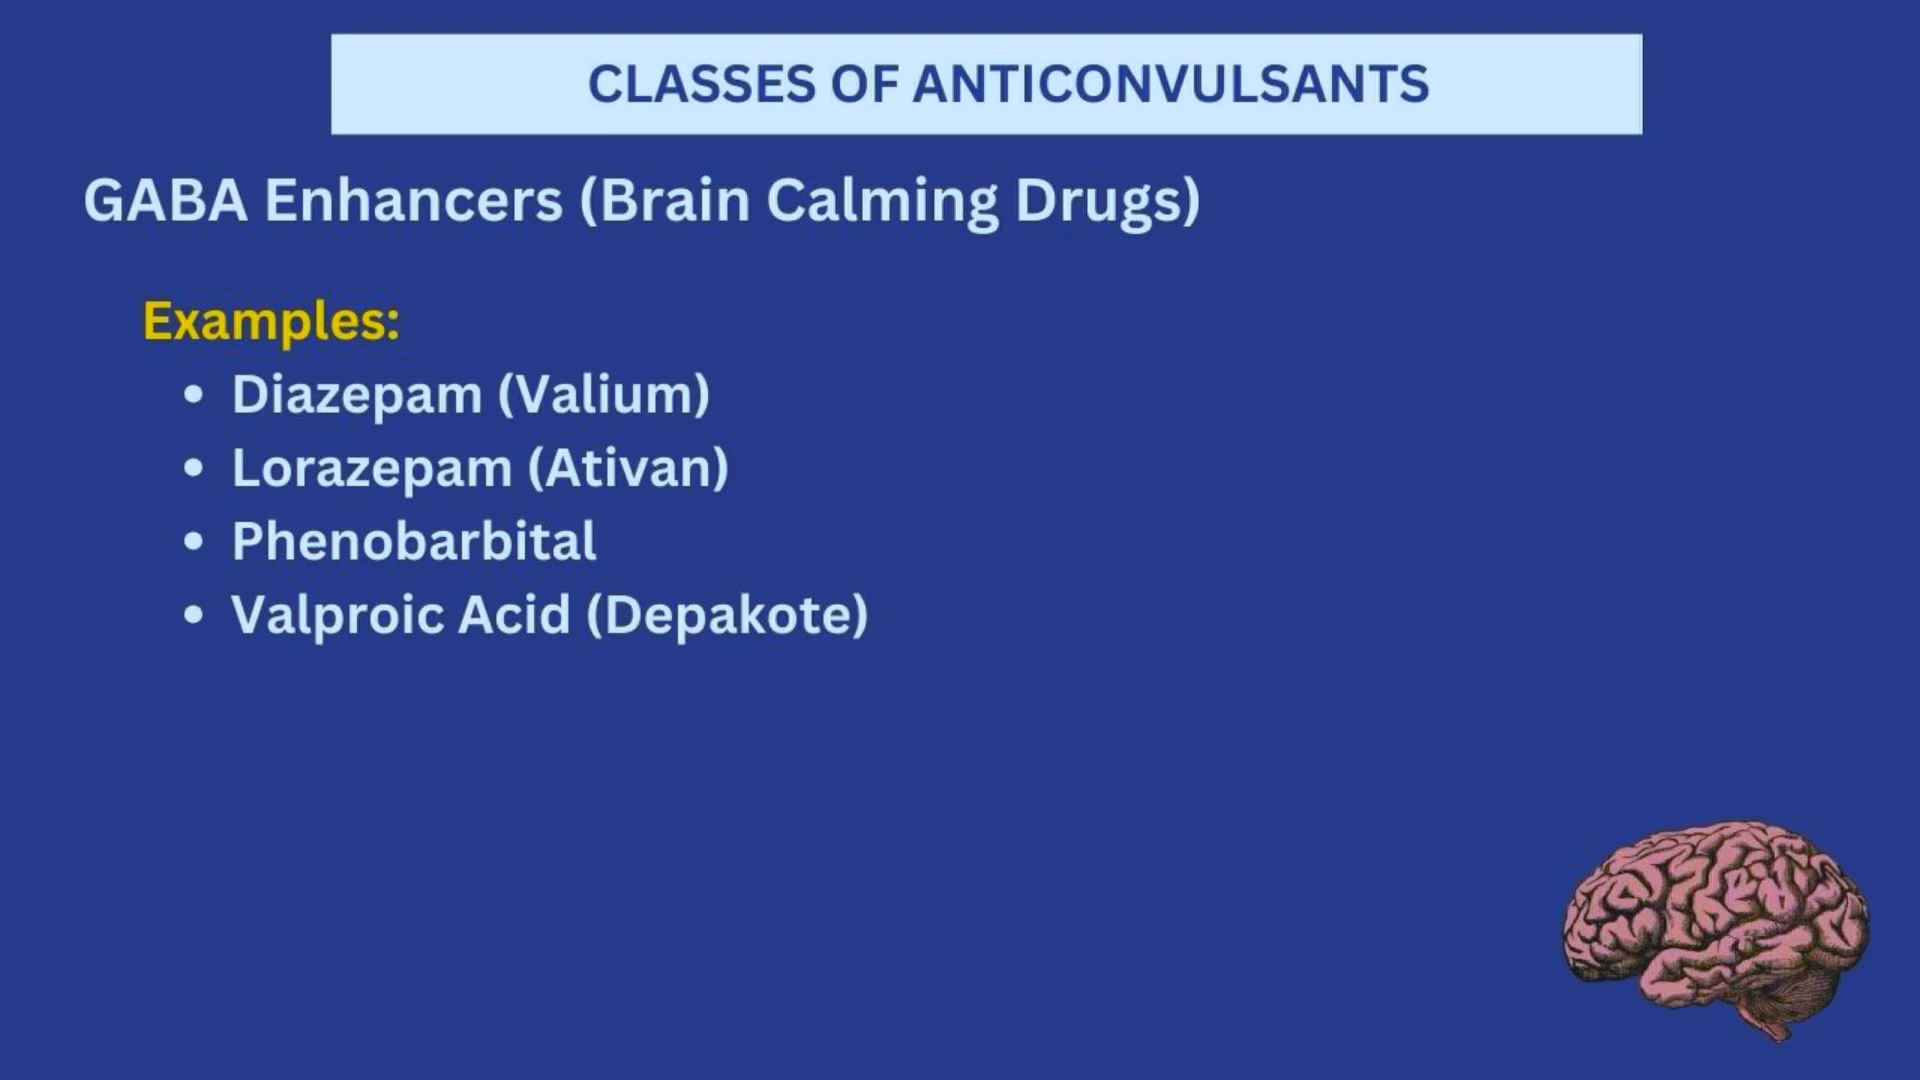 CLASSES OF ANTICONVULSANTS
GABA Enhancers (Brain Calming Drugs)
Examples:
• Diazepam (Valium)
• Lorazepam (Ativan)
• Phenobarbital
• Valproic Acid (Depakote)